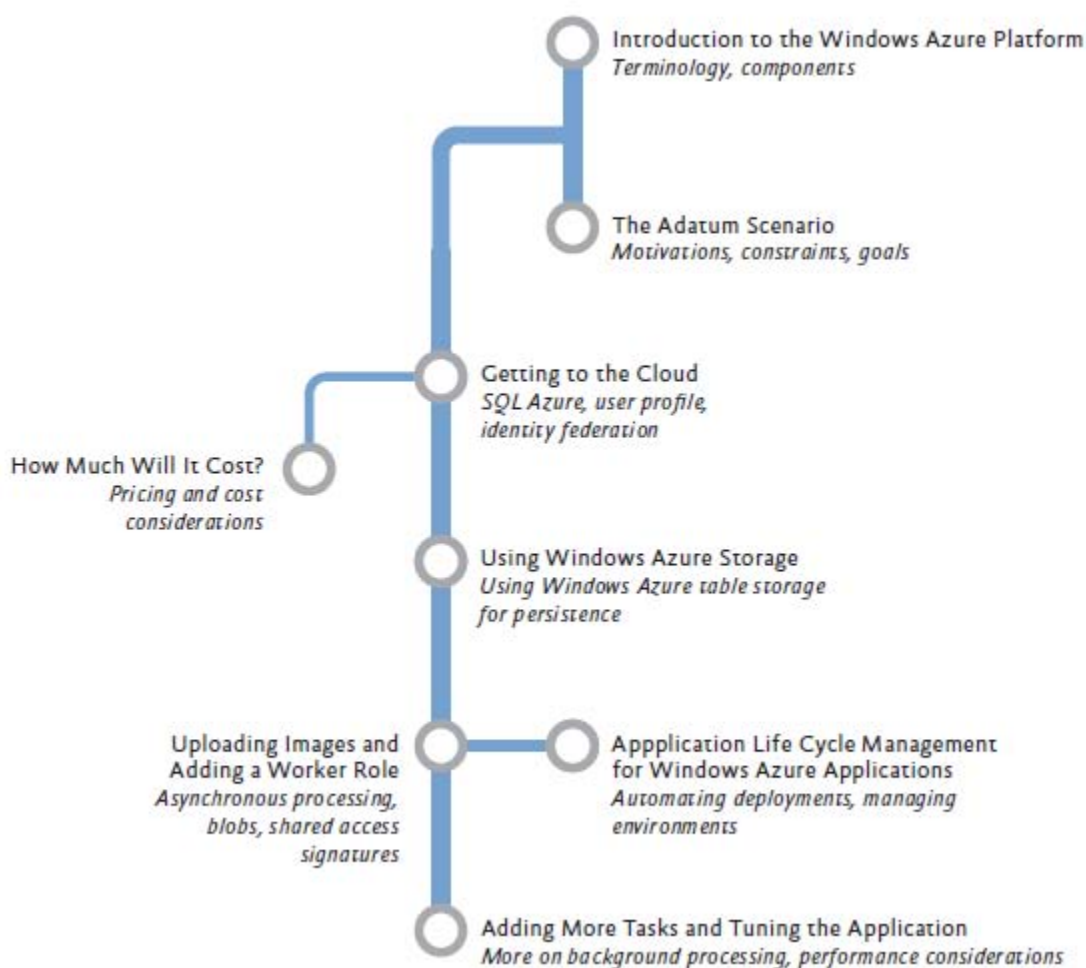 Introduction to the Windows Azure Platform
Terminology, components
The Adatum Scenario
Motivations, constraints, goals
Getting to the Cloud
SQL Azure, user profile,
identity federation
How Much Will It Cost?
Pricing and cost
considerations
Using Windows Azure Storage
Using Windows Azure table storage
for persistence
Uploading Images and
Adding a Worker Role
Asynchronous processing,
blobs, shared access
signatures
Appplication Life Cycle Management
for Windows Azure Applications
Automating deployments, managing
environments
Adding More Tasks and Tuning the Application
More on background processing, performance considerations